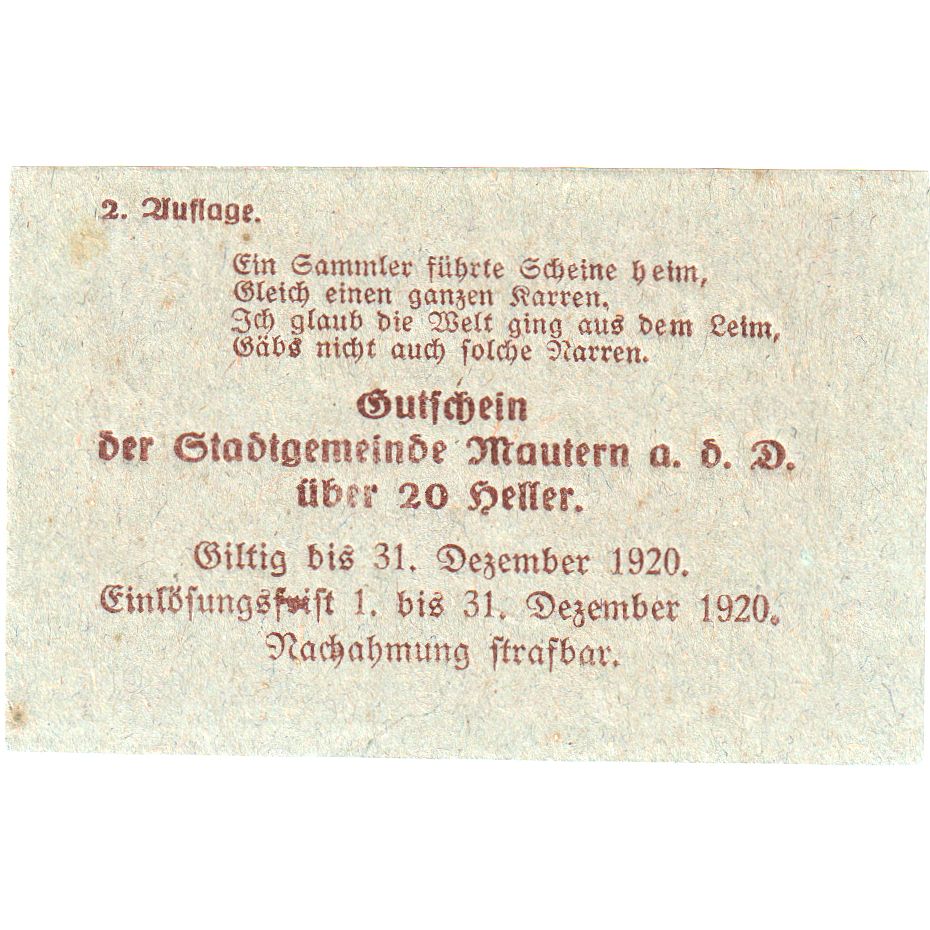 2. Auflage.
Ein Sammler führte Scheine heim,
Gleich einen ganzen Karren.
Ich glaub die Welt ging aus dem Leim,
Gäbs nicht auch solche Narren.
Gutschein
der Stadtgemeinde Mautern a. d. D.
über 20 Heller.
Giltig bis 31. Dezember 1920.
Einlösungsfrist 1. bis 31. Dezember 1920.
Nachahmung strafbar.